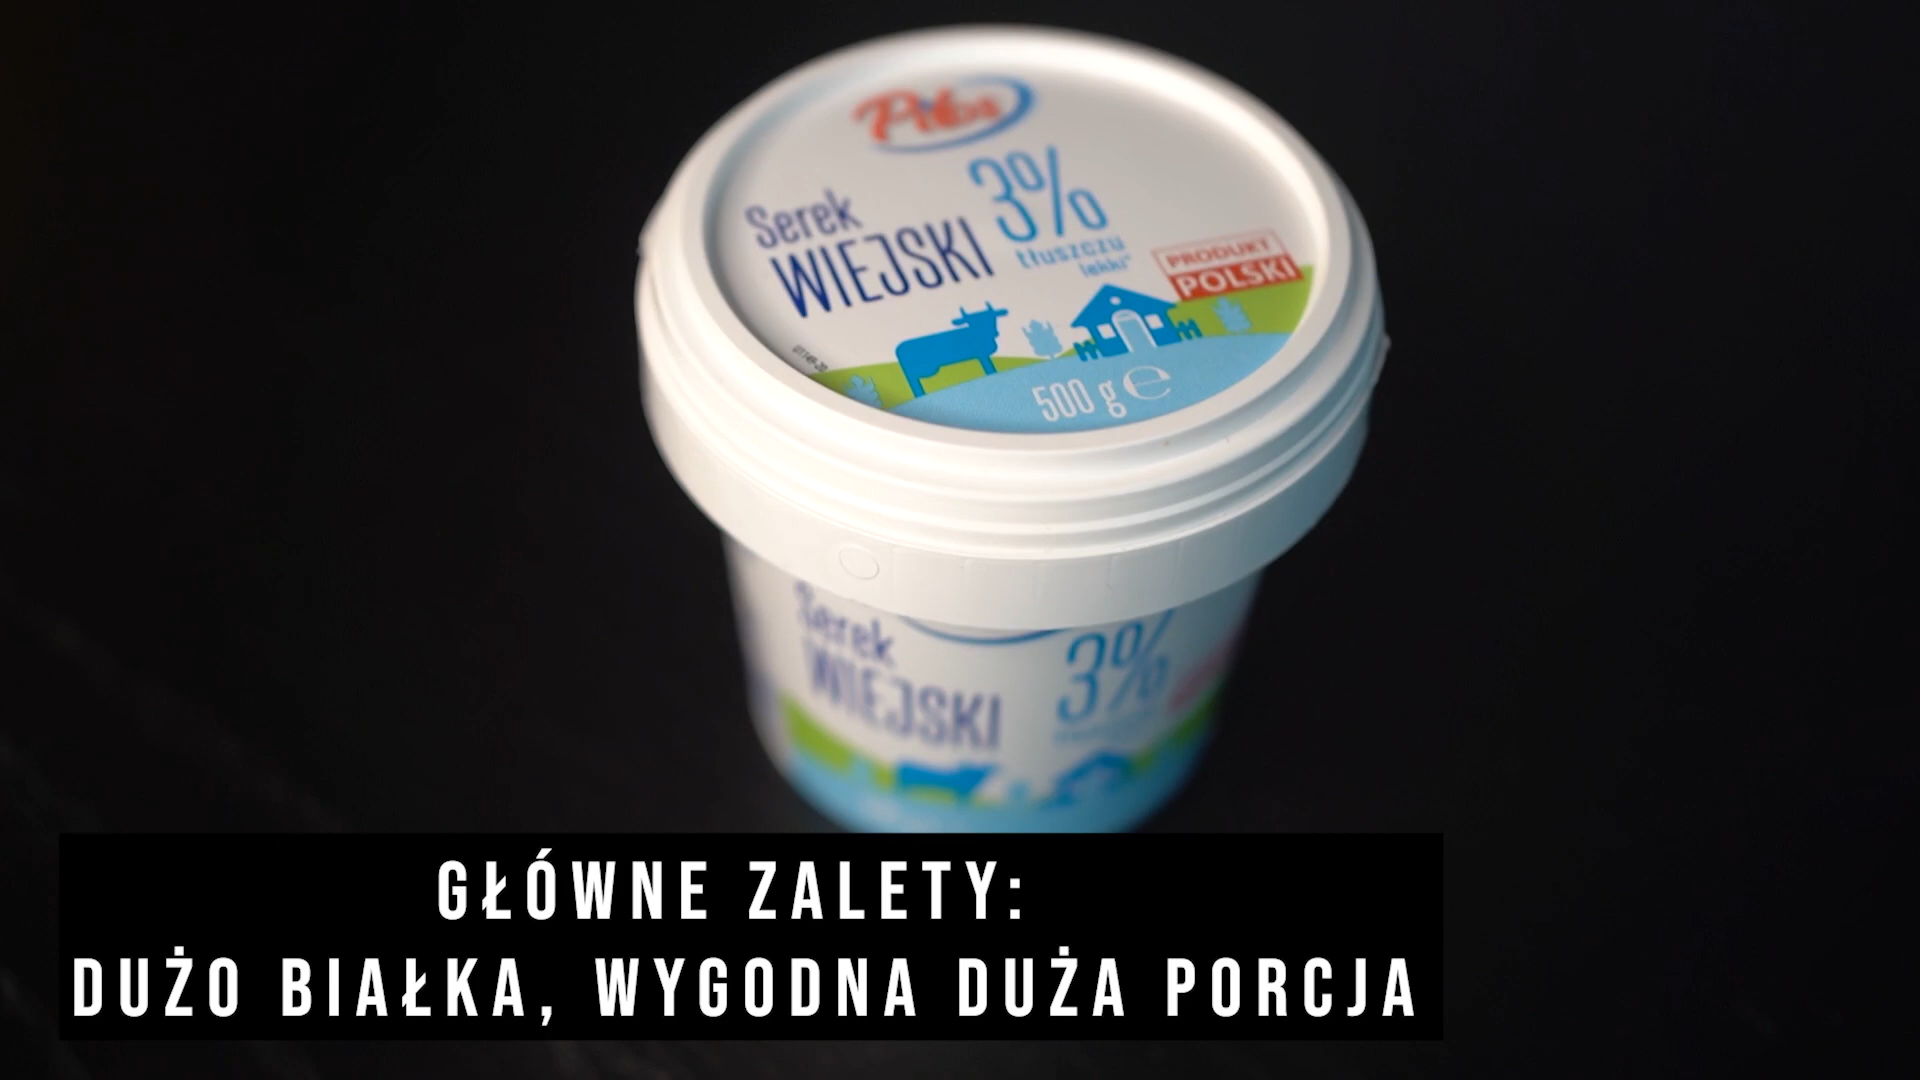 Pilos
Serek
WIEJSKI
3%
tłuszczu
lekki*
PRODUKT
POLSKI
500 g ℮
Serek
WIEJSKI
3%
GŁÓWNE ZALETY:
DUŻO BIAŁKA, WYGODNA DUŻA PORCJA